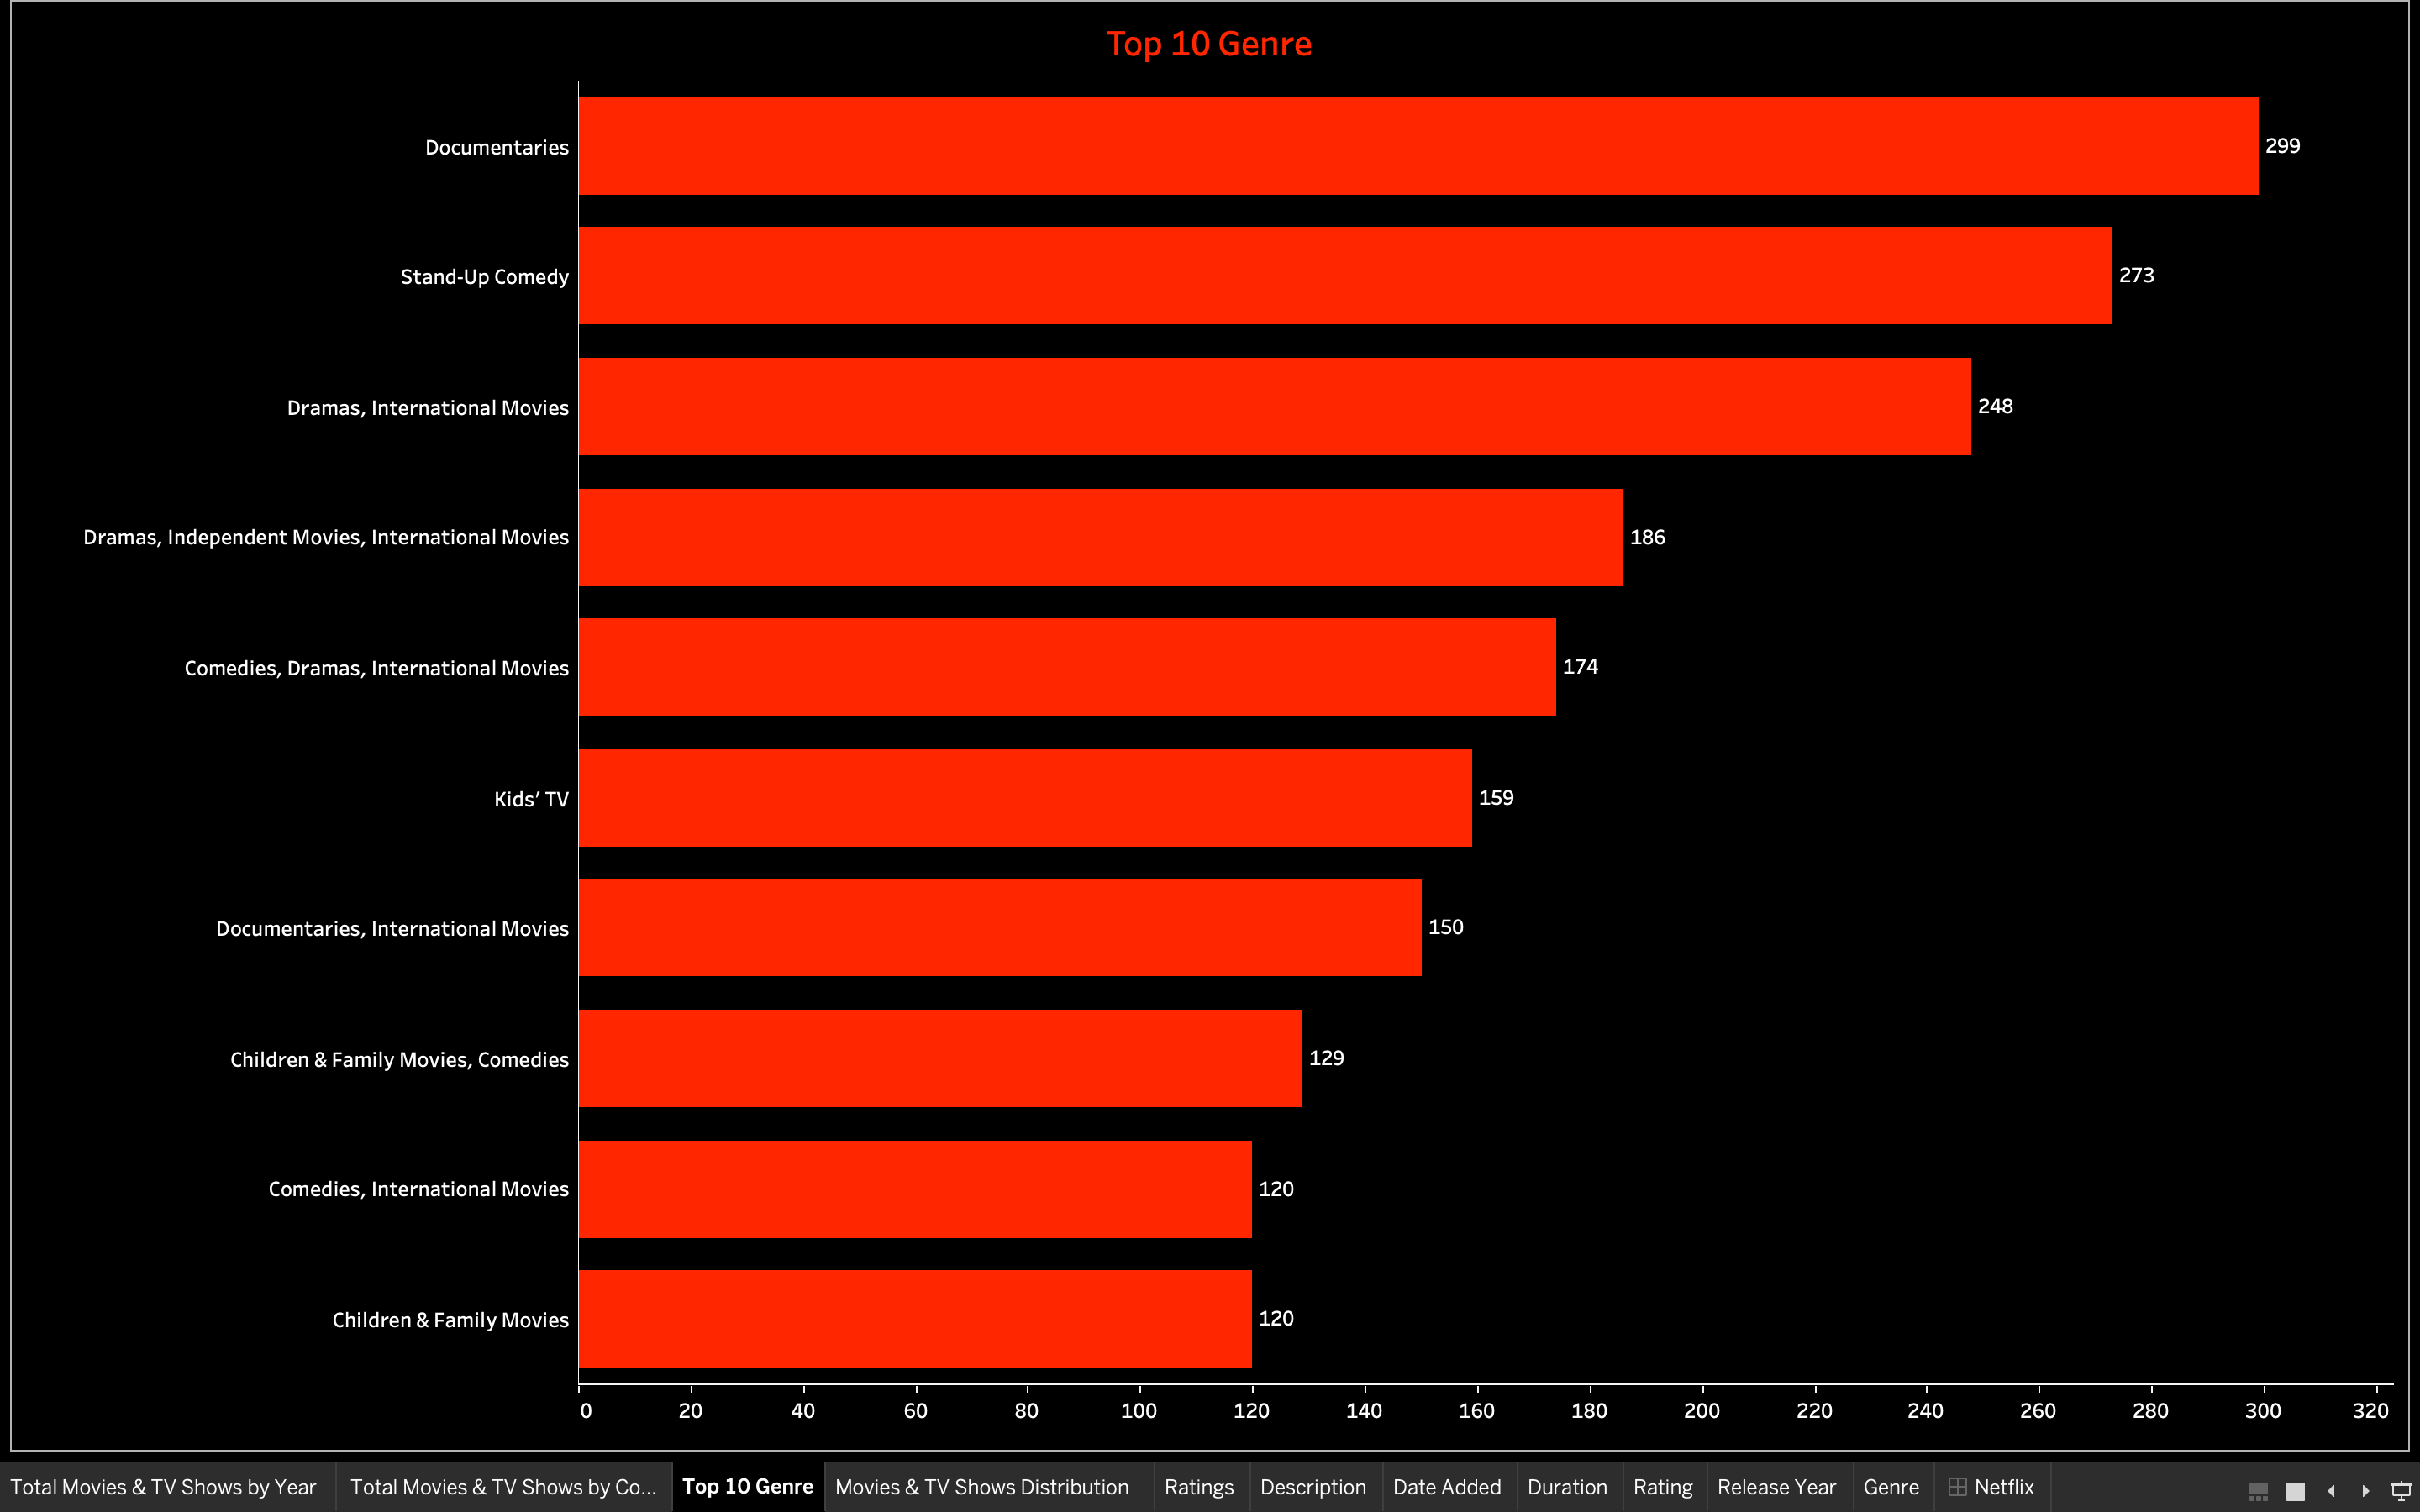 Top 10 Genre
Documentaries 299
Stand-Up Comedy 273
Dramas, International Movies 248
Dramas, Independent Movies, International Movies 186
Comedies, Dramas, International Movies 174
Kids’ TV 159
Documentaries, International Movies 150
Children & Family Movies, Comedies 129
Comedies, International Movies 120
Children & Family Movies 120
0 20 40 60 80 100 120 140 160 180 200 220 240 260 280 300 320
Total Movies & TV Shows by Year Total Movies & TV Shows by Co... Top 10 Genre Movies & TV Shows Distribution Ratings Description Date Added Duration Rating Release Year Genre Netflix